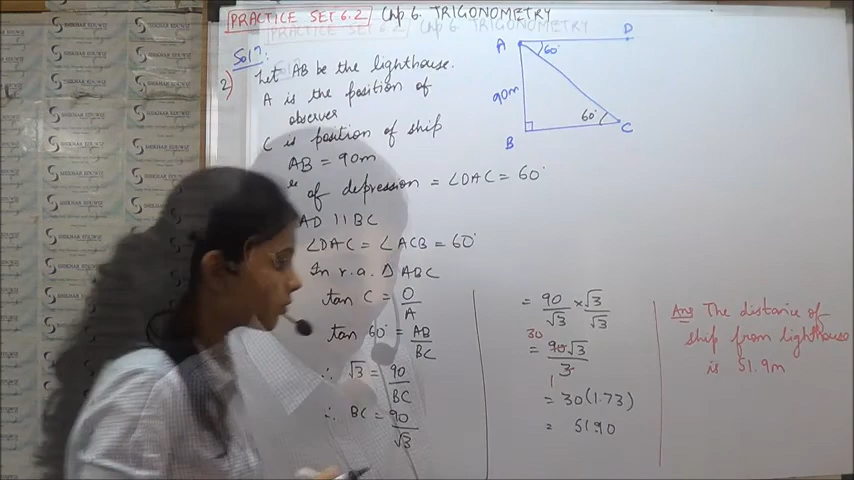 PRACTICE SET 6.2 Chp 6. TRIGONOMETRY
Solⁿ:
2) Let AB be the lighthouse.
A is the position of
observer
C is position of ship
AB = 90m
of depression = ∠DAC = 60°
AD || BC
∠DAC = ∠ACB = 60°
In r.a. Δ ABC
tan C = O/A
tan 60° = AB/BC
∴ √3 = 90/BC
∴ BC = 90/√3
A 60° D
90m
60°
B C
= 90/√3 × √3/√3
30
= 90√3/3
1
= 30(1.73)
= 51.90
Ans The distance of
ship from lighthouse
is 51.9m
SHIKHAR EDUWIZ